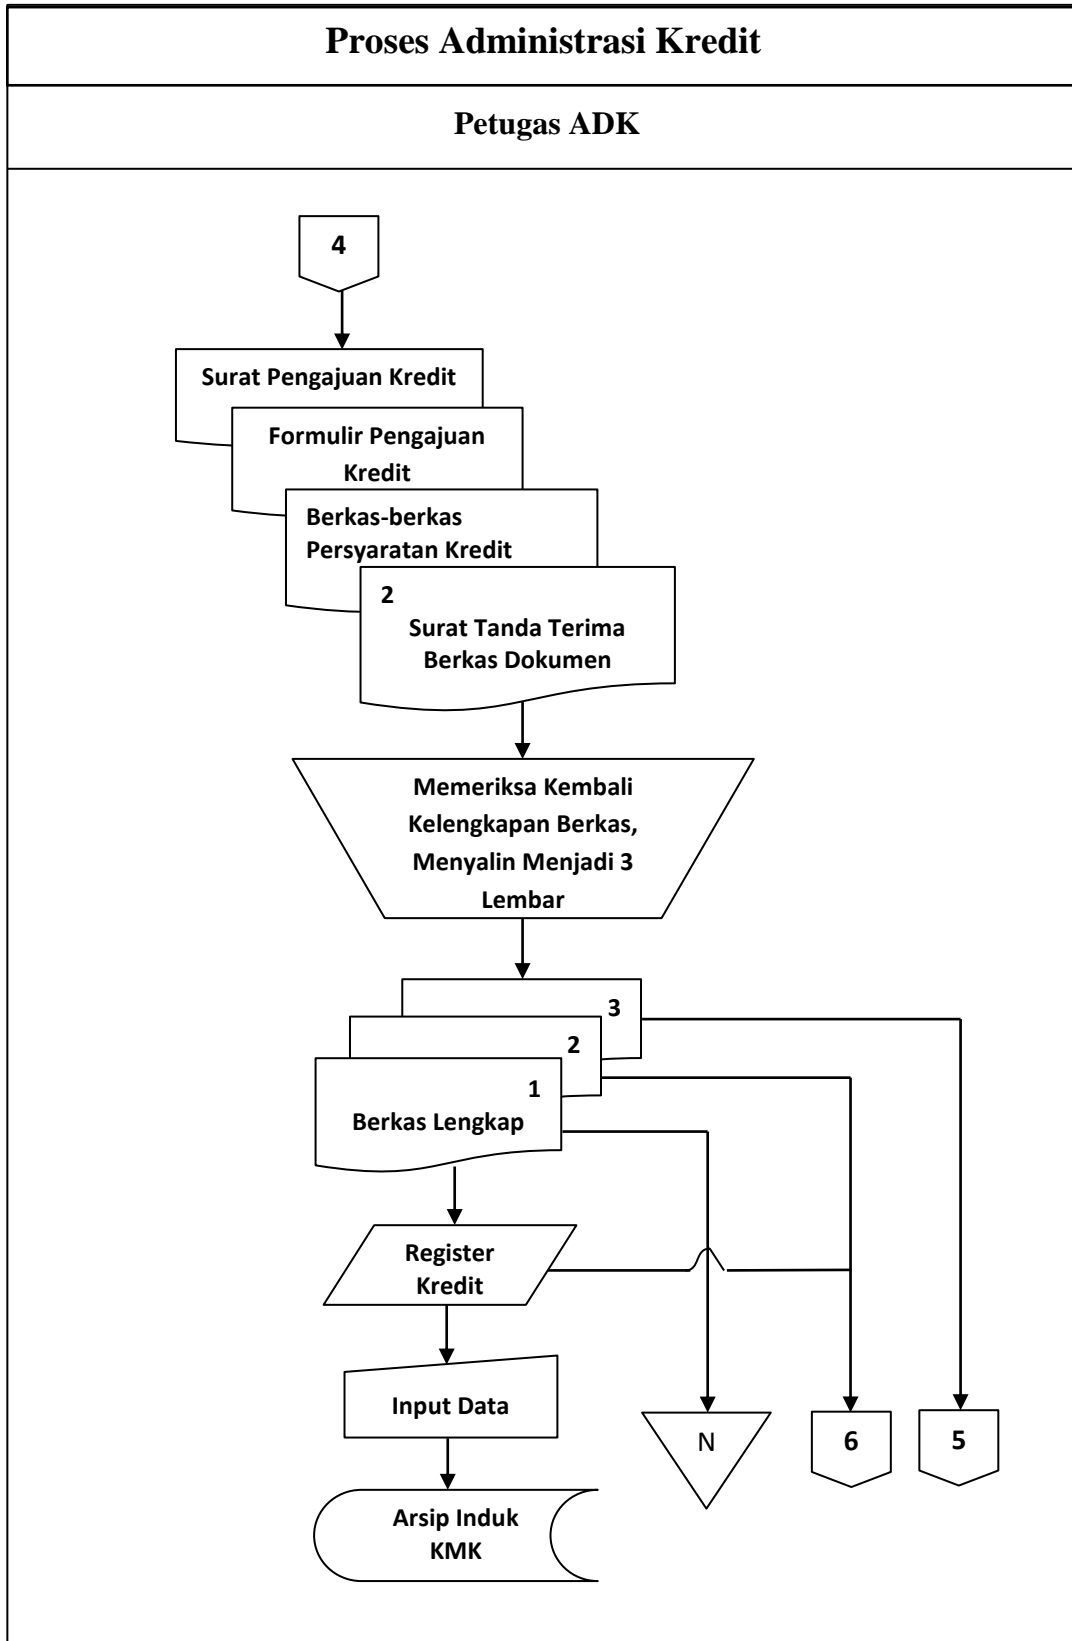 Proses Administrasi Kredit
Petugas ADK
4
Surat Pengajuan Kredit
Formulir Pengajuan
Kredit
Berkas-berkas
Persyaratan Kredit
2
Surat Tanda Terima
Berkas Dokumen
Memeriksa Kembali
Kelengkapan Berkas,
Menyalin Menjadi 3
Lembar
3
2
1
Berkas Lengkap
Register
Kredit
Input Data
N
6
5
Arsip Induk
KMK